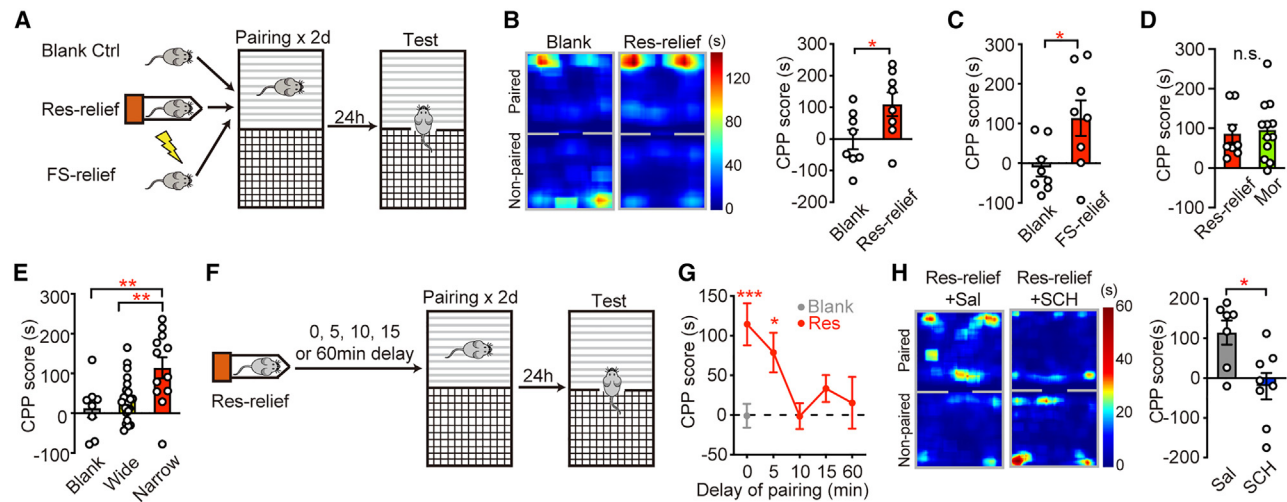 A
Blank Ctrl
Res-relief
FS-relief
Pairing x 2d
24h
Test
B
Blank
Res-relief
(s)
Paired
Non-paired
120
80
40
0
CPP score (s)
300
200
100
0
-100
-200
*
Blank
Res-relief
C
CPP score (s)
300
200
100
0
-100
*
Blank
FS-relief
D
CPP score (s)
300
200
100
0
-100
n.s.
Res-relief
Mor
E
CPP score (s)
300
200
100
0
-100
**
**
Blank
Wide
Narrow
F
Res-relief
0, 5, 10, 15
or 60min delay
Pairing x 2d
24h
Test
G
CPP score (s)
150
100
50
0
-50
***
*
Blank
Res
0 5 10 15 60
Delay of pairing (min)
H
Res-relief
+Sal
Res-relief
+SCH
(s)
Paired
Non-paired
60
40
20
0
CPP score(s)
200
100
0
-100
-200
*
Sal
SCH